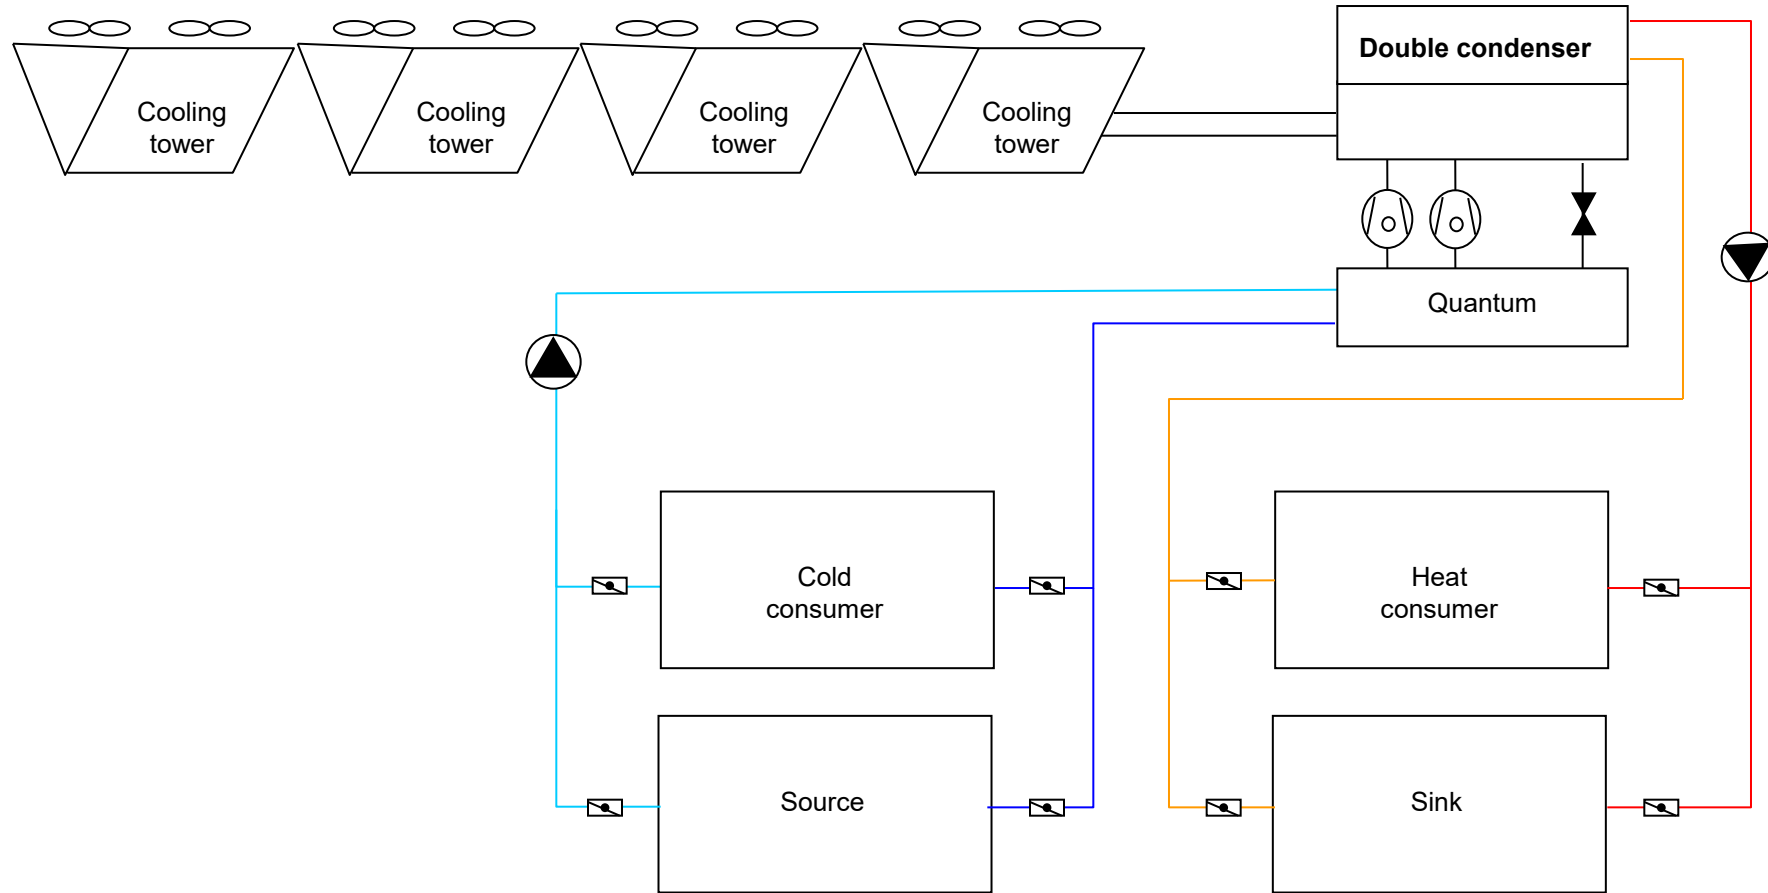 Double condenser
Cooling
tower
Cooling
tower
Cooling
tower
Cooling
tower
Quantum
Cold
consumer
Heat
consumer
Source
Sink